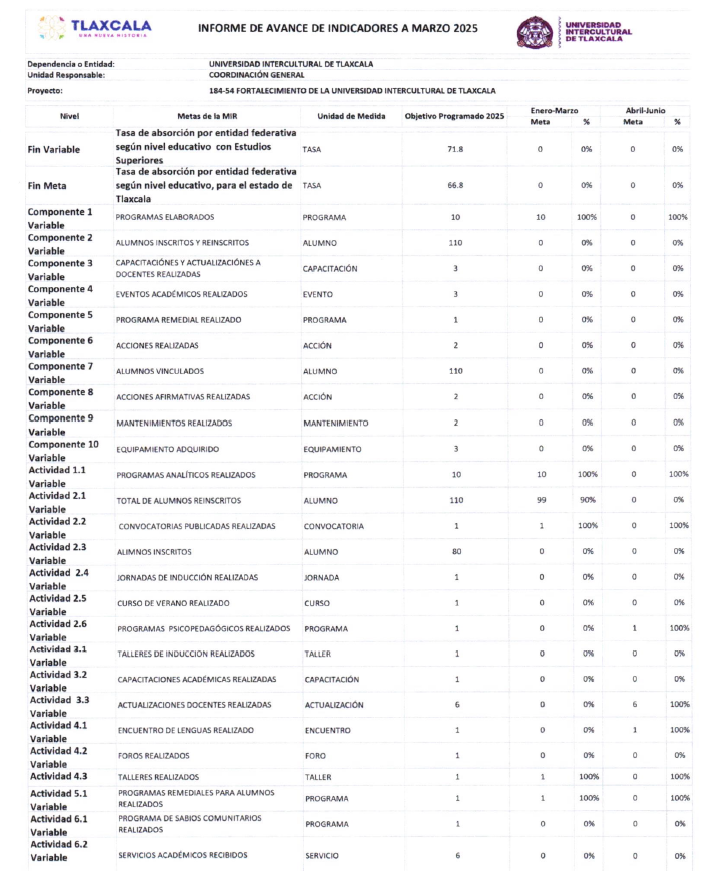 TLAXCALA
UNA NUEVA HISTORIA
INFORME DE AVANCE DE INDICADORES A MARZO 2025
UNIVERSIDAD
INTERCULTURAL
DE TLAXCALA
Dependencia o Entidad: UNIVERSIDAD INTERCULTURAL DE TLAXCALA
Unidad Responsable: COORDINACIÓN GENERAL
Proyecto: 184-54 FORTALECIMIENTO DE LA UNIVERSIDAD INTERCULTURAL DE TLAXCALA
Nivel Metas de la MIR Unidad de Medida Objetivo Programado 2025 Enero-Marzo Abril-Junio
Meta % Meta %
Tasa de absorción por entidad federativa
Fin Variable según nivel educativo con Estudios TASA 71.8 0 0% 0 0%
Superiores
Tasa de absorción por entidad federativa
Fin Meta según nivel educativo, para el estado de TASA 66.8 0 0% 0 0%
Tlaxcala
Componente 1
Variable PROGRAMAS ELABORADOS PROGRAMA 10 10 100% 0 100%
Componente 2
Variable ALUMNOS INSCRITOS Y REINSCRITOS ALUMNO 110 0 0% 0 0%
Componente 3 CAPACITACIÓNES Y ACTUALIZACIÓNES A
Variable DOCENTES REALIZADAS CAPACITACIÓN 3 0 0% 0 0%
Componente 4
Variable EVENTOS ACADÉMICOS REALIZADOS EVENTO 3 0 0% 0 0%
Componente 5
Variable PROGRAMA REMEDIAL REALIZADO PROGRAMA 1 0 0% 0 0%
Componente 6
Variable ACCIONES REALIZADAS ACCIÓN 2 0 0% 0 0%
Componente 7
Variable ALUMNOS VINCULADOS ALUMNO 110 0 0% 0 0%
Componente 8
Variable ACCIONES AFIRMATIVAS REALIZADAS ACCIÓN 2 0 0% 0 0%
Componente 9
Variable MANTENIMIENTOS REALIZADOS MANTENIMIENTO 2 0 0% 0 0%
Componente 10
Variable EQUIPAMIENTO ADQUIRIDO EQUIPAMIENTO 3 0 0% 0 0%
Actividad 1.1
Variable PROGRAMAS ANALÍTICOS REALIZADOS PROGRAMA 10 10 100% 0 100%
Actividad 2.1
Variable TOTAL DE ALUMNOS REINSCRITOS ALUMNO 110 99 90% 0 0%
Actividad 2.2
Variable CONVOCATORIAS PUBLICADAS REALIZADAS CONVOCATORIA 1 1 100% 0 100%
Actividad 2.3
Variable ALIMNOS INSCRITOS ALUMNO 80 0 0% 0 0%
Actividad 2.4
Variable JORNADAS DE INDUCCIÓN REALIZADAS JORNADA 1 0 0% 0 0%
Actividad 2.5
Variable CURSO DE VERANO REALIZADO CURSO 1 0 0% 0 0%
Actividad 2.6
Variable PROGRAMAS PSICOPEDAGÓGICOS REALIZADOS PROGRAMA 1 0 0% 1 100%
Actividad 3.1
Variable TALLERES DE INDUCCION REALIZADOS TALLER 1 0 0% 0 0%
Actividad 3.2
Variable CAPACITACIONES ACADÉMICAS REALIZADAS CAPACITACIÓN 1 0 0% 0 0%
Actividad 3.3
Variable ACTUALIZACIONES DOCENTES REALIZADAS ACTUALIZACIÓN 6 0 0% 6 100%
Actividad 4.1
Variable ENCUENTRO DE LENGUAS REALIZADO ENCUENTRO 1 0 0% 1 100%
Actividad 4.2
Variable FOROS REALIZADOS FORO 1 0 0% 0 0%
Actividad 4.3 TALLERES REALIZADOS TALLER 1 1 100% 0 100%
Actividad 5.1 PROGRAMAS REMEDIALES PARA ALUMNOS
Variable REALIZADOS PROGRAMA 1 1 100% 0 100%
Actividad 6.1 PROGRAMA DE SABIOS COMUNITARIOS
Variable REALIZADOS PROGRAMA 1 0 0% 0 0%
Actividad 6.2
Variable SERVICIOS ACADÉMICOS RECIBIDOS SERVICIO 6 0 0% 0 0%